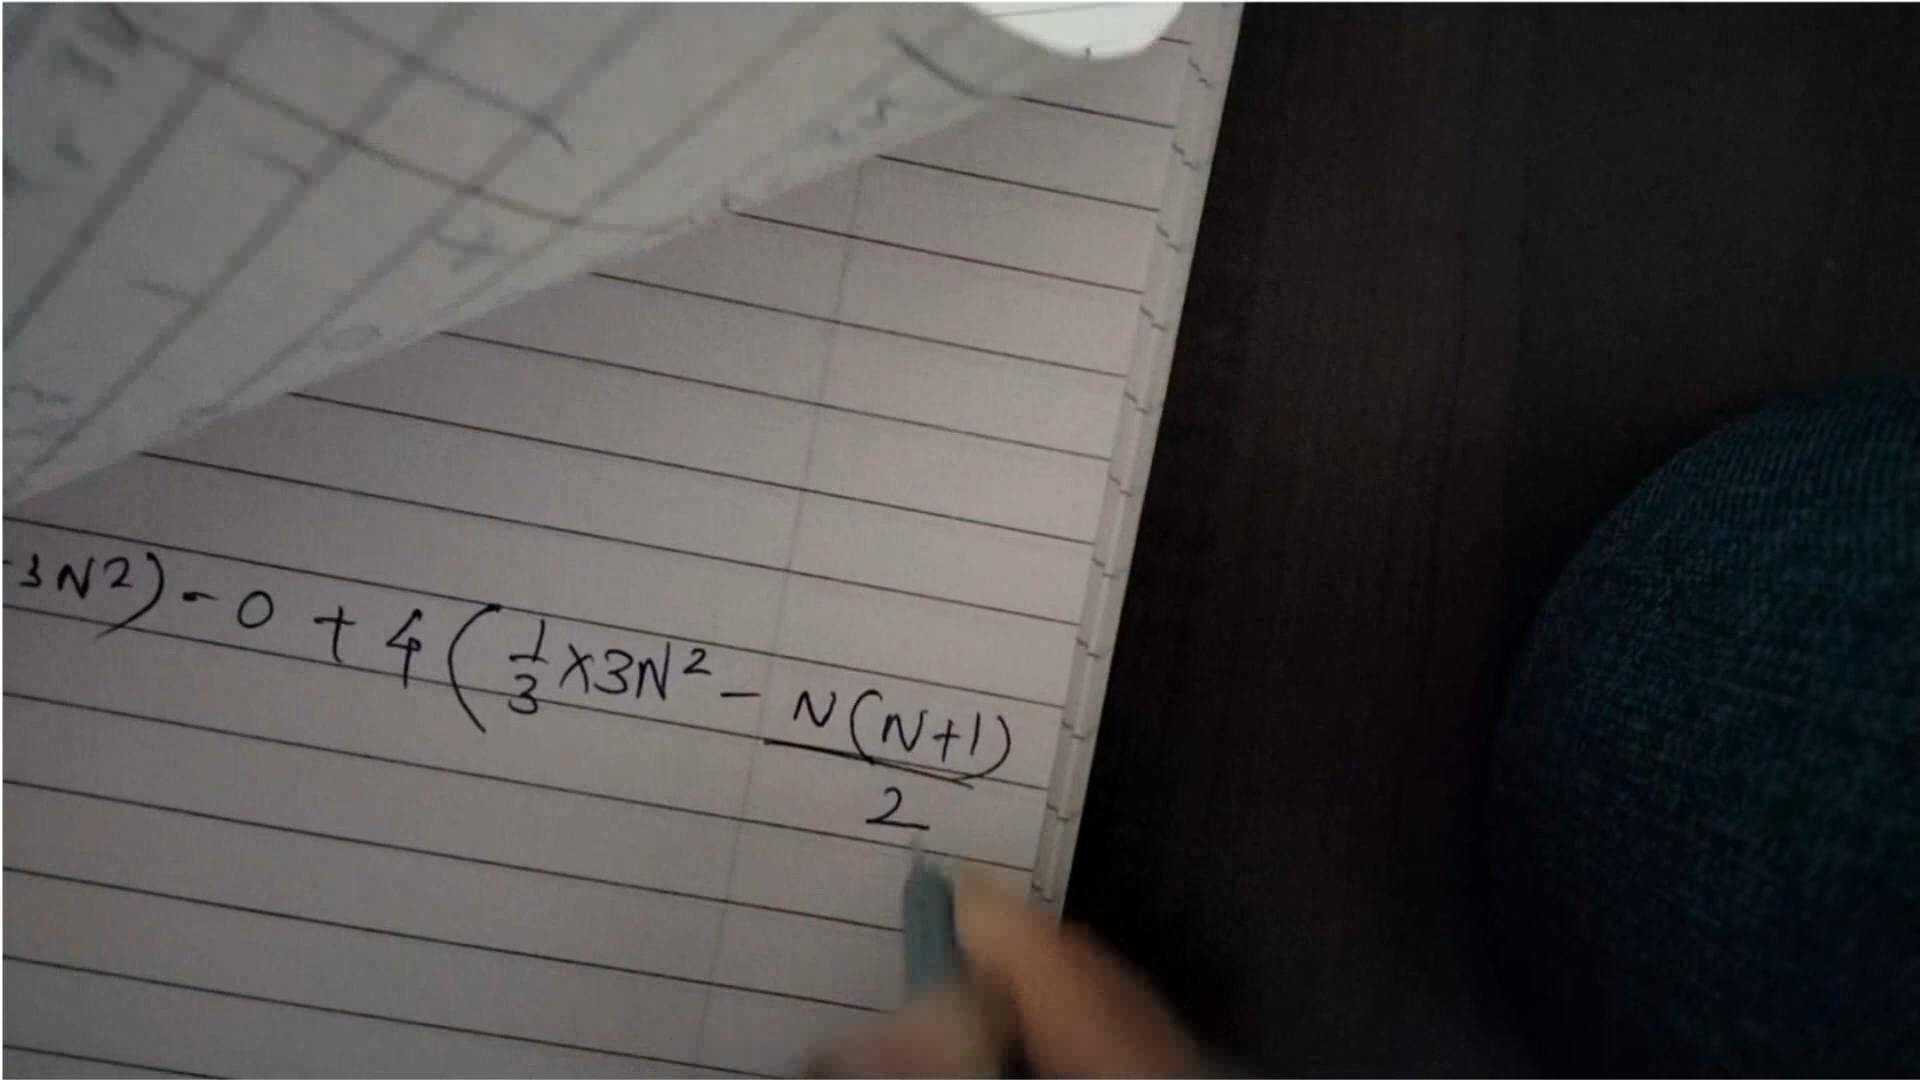 3N²) - 0 + 4 ( 1/3 × 3N² - N(N+1)/2